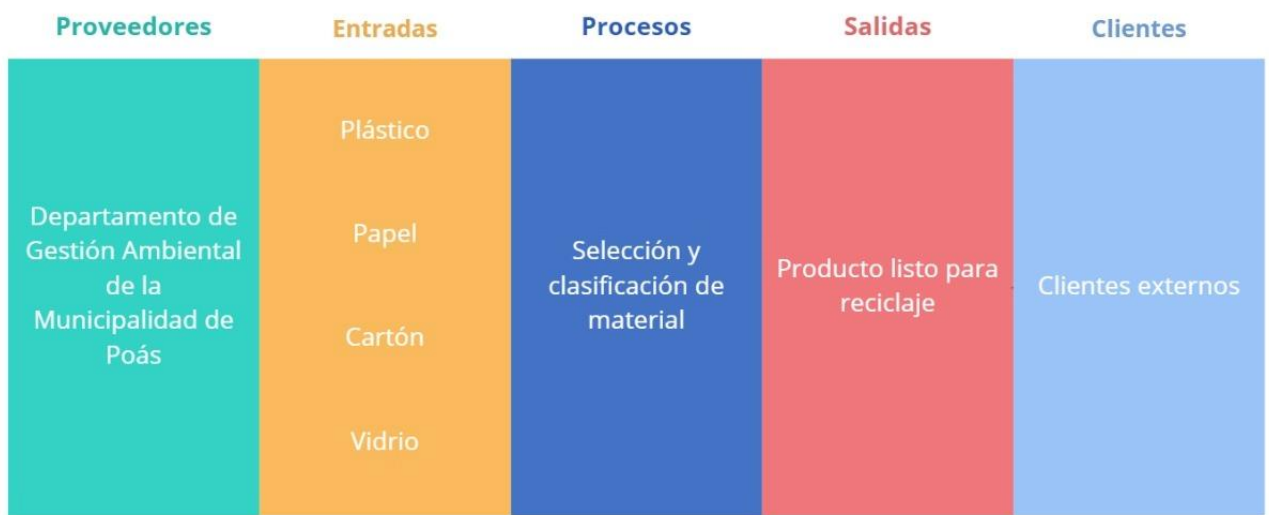 Proveedores
Entradas
Procesos
Salidas
Clientes
Departamento de
Gestión Ambiental
de la
Municipalidad de
Poás
Plástico
Papel
Cartón
Vidrio
Selección y
clasificación de
material
Producto listo para
reciclaje
Clientes externos